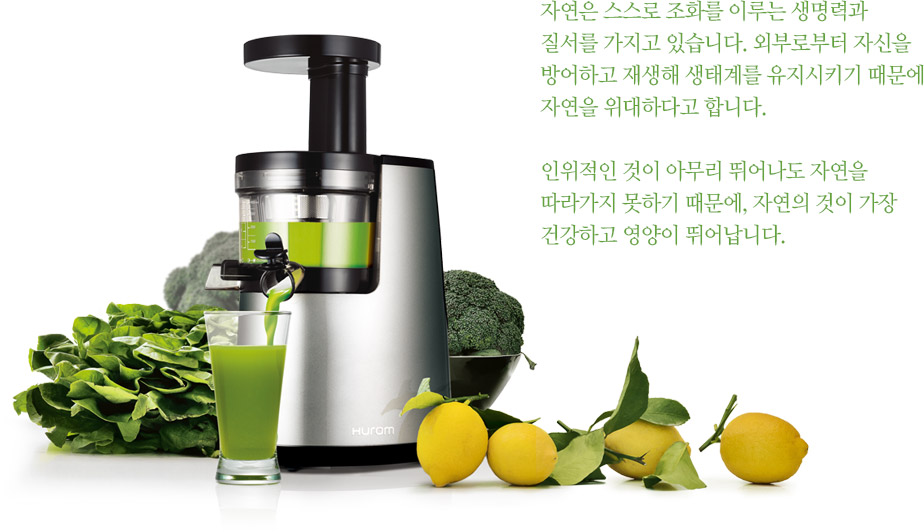 자연은 스스로 조화를 이루는 생명력과
질서를 가지고 있습니다. 외부로부터 자신을
방어하고 재생해 생태계를 유지시키기 때문에
자연을 위대하다고 합니다.
인위적인 것이 아무리 뛰어나도 자연을
따라가지 못하기 때문에, 자연의 것이 가장
건강하고 영양이 뛰어납니다.
Hurom